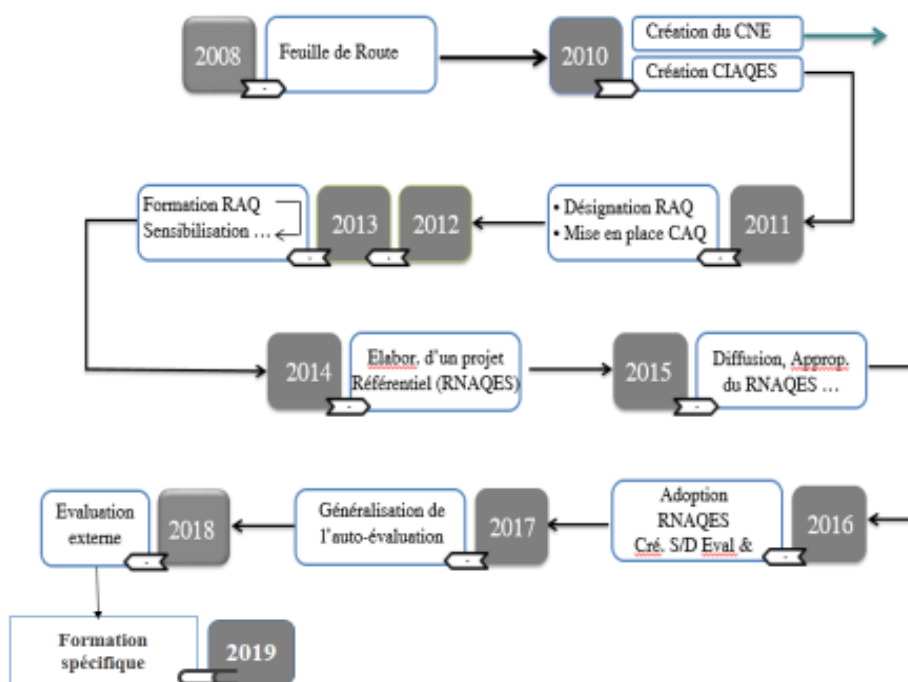 2008
Feuille de Route
2010
Création du CNE
Création CIAQES
Formation RAQ
Sensibilisation ...
2013
2012
• Désignation RAQ
• Mise en place CAQ
2011
2014
Elabor. d'un projet
Référentiel (RNAQES)
2015
Diffusion, Approp.
du RNAQES ...
Evaluation
externe
2018
Généralisation de
l'auto-évaluation
2017
Adoption
RNAQES
Cré. S/D Eval &
2016
Formation
spécifique
2019